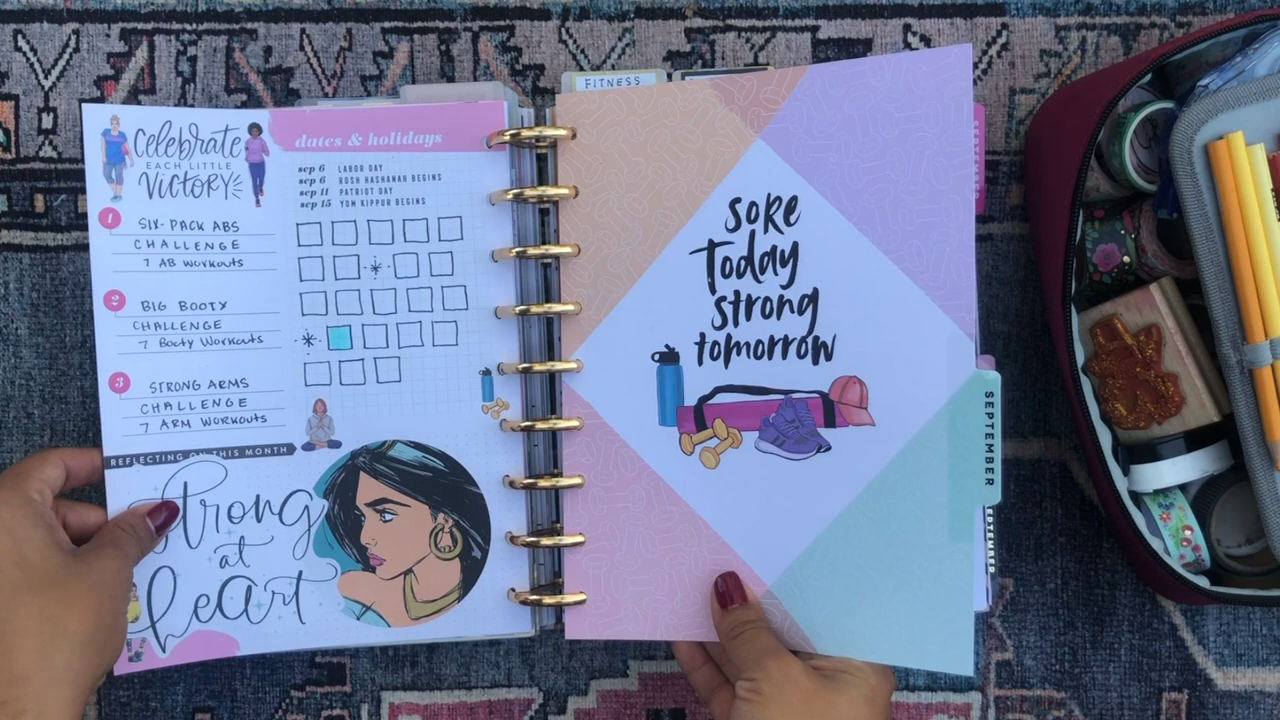 celebrate
EACH LITTLE
victory
1
SIX-PACK ABS
CHALLENGE
7 AB WORKOUTS
2
BIG BOOTY
CHALLENGE
7 Booty Workouts
3
STRONG ARMS
CHALLENGE
7 ARM WORKOUTS
dates & holidays
sep 6 LABOR DAY
sep 6 ROSH HASHANAH BEGINS
sep 11 PATRIOT DAY
sep 15 YOM KIPPUR BEGINS
REFLECTING ON THIS MONTH
strong
at
heart
FITNESS
sore
Today
strong
tomorrow
SEPTEMBER